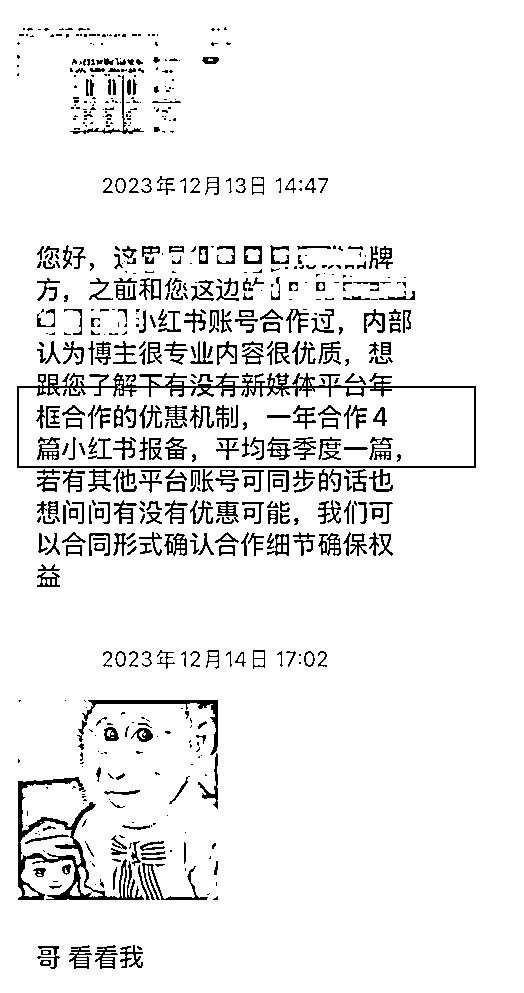 2023年12月13日 14:47
您好，这
牌
方，之前和您这边
小红书账号合作过，内部
认为博主很专业内容很优质，想
跟您了解下有没有新媒体平台年
框合作的优惠机制，一年合作4
篇小红书报备，平均每季度一篇，
若有其他平台账号可同步的话也
想问问有没有优惠可能，我们可
以合同形式确认合作细节确保权
益
2023年12月14日 17:02
哥 看看我